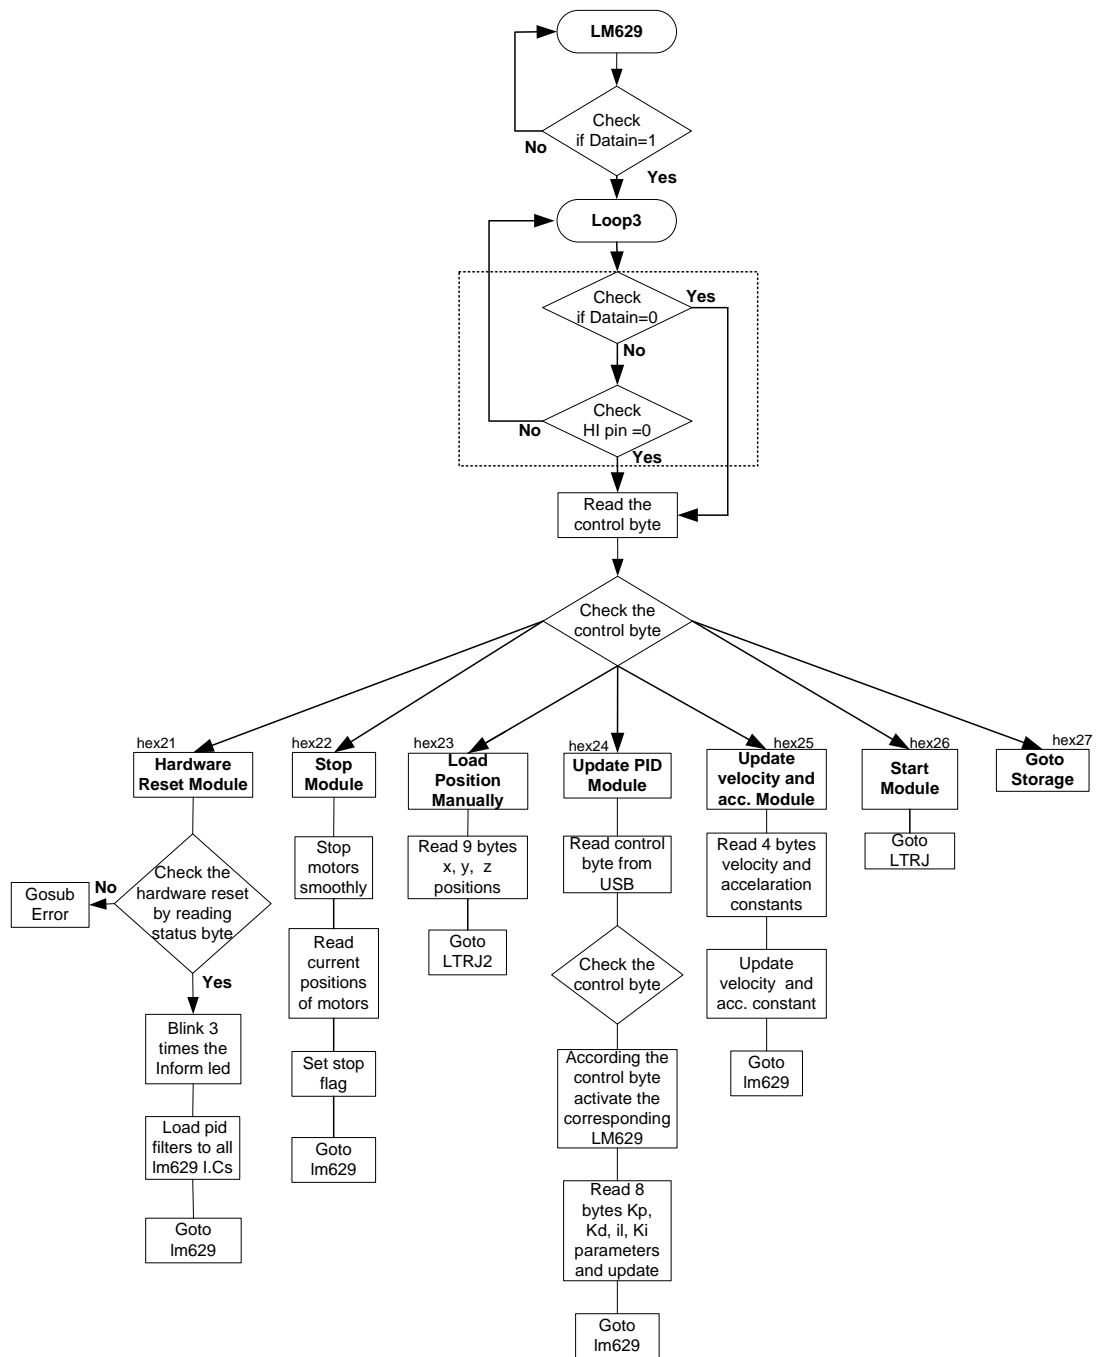 LM629
Check
if Datain=1
No
Yes
Loop3
Check
if Datain=0
Yes
No
Check
HI pin =0
No
Yes
Read the
control byte
Check the
control byte
hex21
Hardware
Reset Module
Check the
hardware reset
by reading
status byte
No
Gosub
Error
Yes
Blink 3
times the
Inform led
Load pid
filters to all
lm629 I.Cs
Goto
lm629
hex22
Stop
Module
Stop
motors
smoothly
Read
current
positions
of motors
Set stop
flag
Goto
lm629
hex23
Load
Position
Manually
Read 9 bytes
x, y, z
positions
Goto
LTRJ2
hex24
Update PID
Module
Read control
byte from
USB
Check the
control byte
According the
control byte
activate the
corresponding
LM629
Read 8
bytes Kp,
Kd, il, Ki
parameters
and update
Goto
lm629
hex25
Update
velocity and
acc. Module
Read 4 bytes
velocity and
accelaration
constants
Update
velocity and
acc. constant
Goto
lm629
hex26
Start
Module
Goto
LTRJ
hex27
Goto
Storage